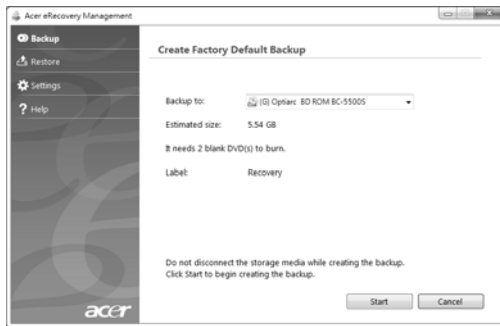 Acer eRecovery Management
Backup
Restore
Settings
Help
Create Factory Default Backup
Backup to: (G) Optiarc BD ROM BC-5500S
Estimated size: 5.54 GB
It needs 2 blank DVD(s) to burn.
Label: Recovery
Do not disconnect the storage media while creating the backup.
Click Start to begin creating the backup.
Start Cancel
acer